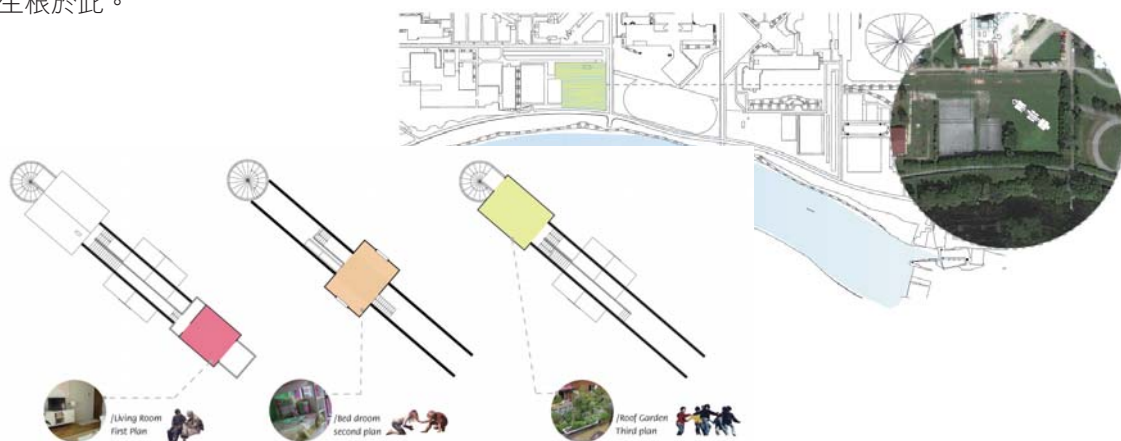 生根於此。
/Living Room
First Plan
/Bed droom
second plan
/Roof Garden
Third plan